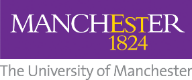 MANCHESTER
1824
The University of Manchester